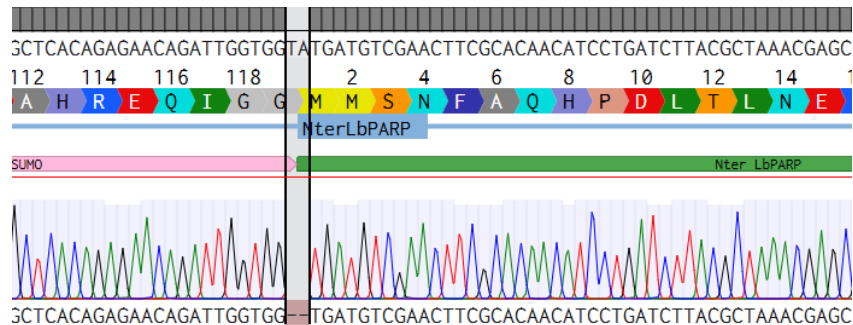 GCTCACAGAGAACAGATTGGTGGTATGATGTCGAACTTCGCACAACATCCTGATCTTACGCTAAACGAGC
112 114 116 118 2 4 6 8 10 12 14
A H R E Q I G G M M S N F A Q H P D L T L N E
NterLbPARP
SUMO Nter LbPARP
GCTCACAGAGAACAGATTGGTGG--TGATGTCGAACTTCGCACAACATCCTGATCTTACGCTAAACGAGC